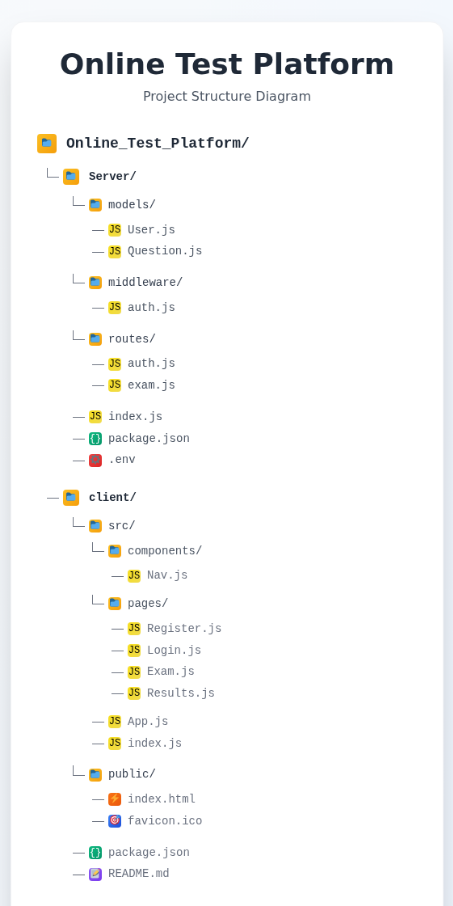 Online Test Platform
Project Structure Diagram
Online_Test_Platform/
Server/
models/
JS User.js
JS Question.js
middleware/
JS auth.js
routes/
JS auth.js
JS exam.js
JS index.js
{} package.json
.env
client/
src/
components/
JS Nav.js
pages/
JS Register.js
JS Login.js
JS Exam.js
JS Results.js
JS App.js
JS index.js
public/
index.html
favicon.ico
{} package.json
README.md